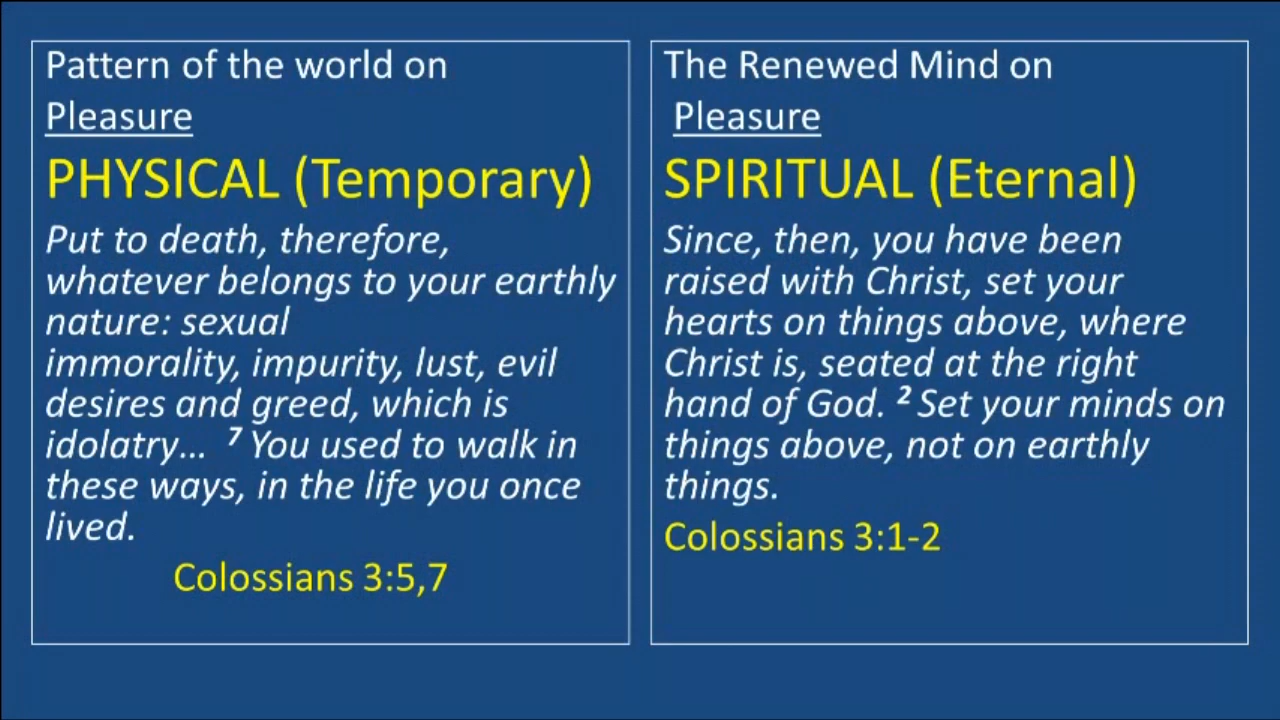 Pattern of the world on
Pleasure
PHYSICAL (Temporary)
Put to death, therefore,
whatever belongs to your earthly
nature: sexual
immorality, impurity, lust, evil
desires and greed, which is
idolatry... ⁷ You used to walk in
these ways, in the life you once
lived.
Colossians 3:5,7
The Renewed Mind on
Pleasure
SPIRITUAL (Eternal)
Since, then, you have been
raised with Christ, set your
hearts on things above, where
Christ is, seated at the right
hand of God. ² Set your minds on
things above, not on earthly
things.
Colossians 3:1-2